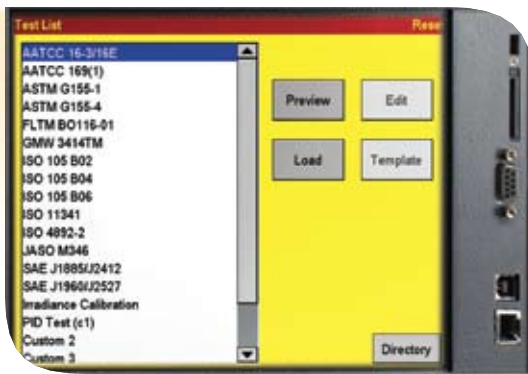 Test List Rese
AATCC 16-3/16E
AATCC 169(1)
ASTM G155-1
ASTM G155-4
FLTM BO116-01
GMW 3414TM
ISO 105 B02
ISO 105 B04
ISO 105 B06
ISO 11341
ISO 4892-2
JASO M346
SAE J1885/J2412
SAE J1960/J2527
Irradiance Calibration
PID Test (c1)
Custom 2
Custom 3
Preview Edit
Load Template
Directory